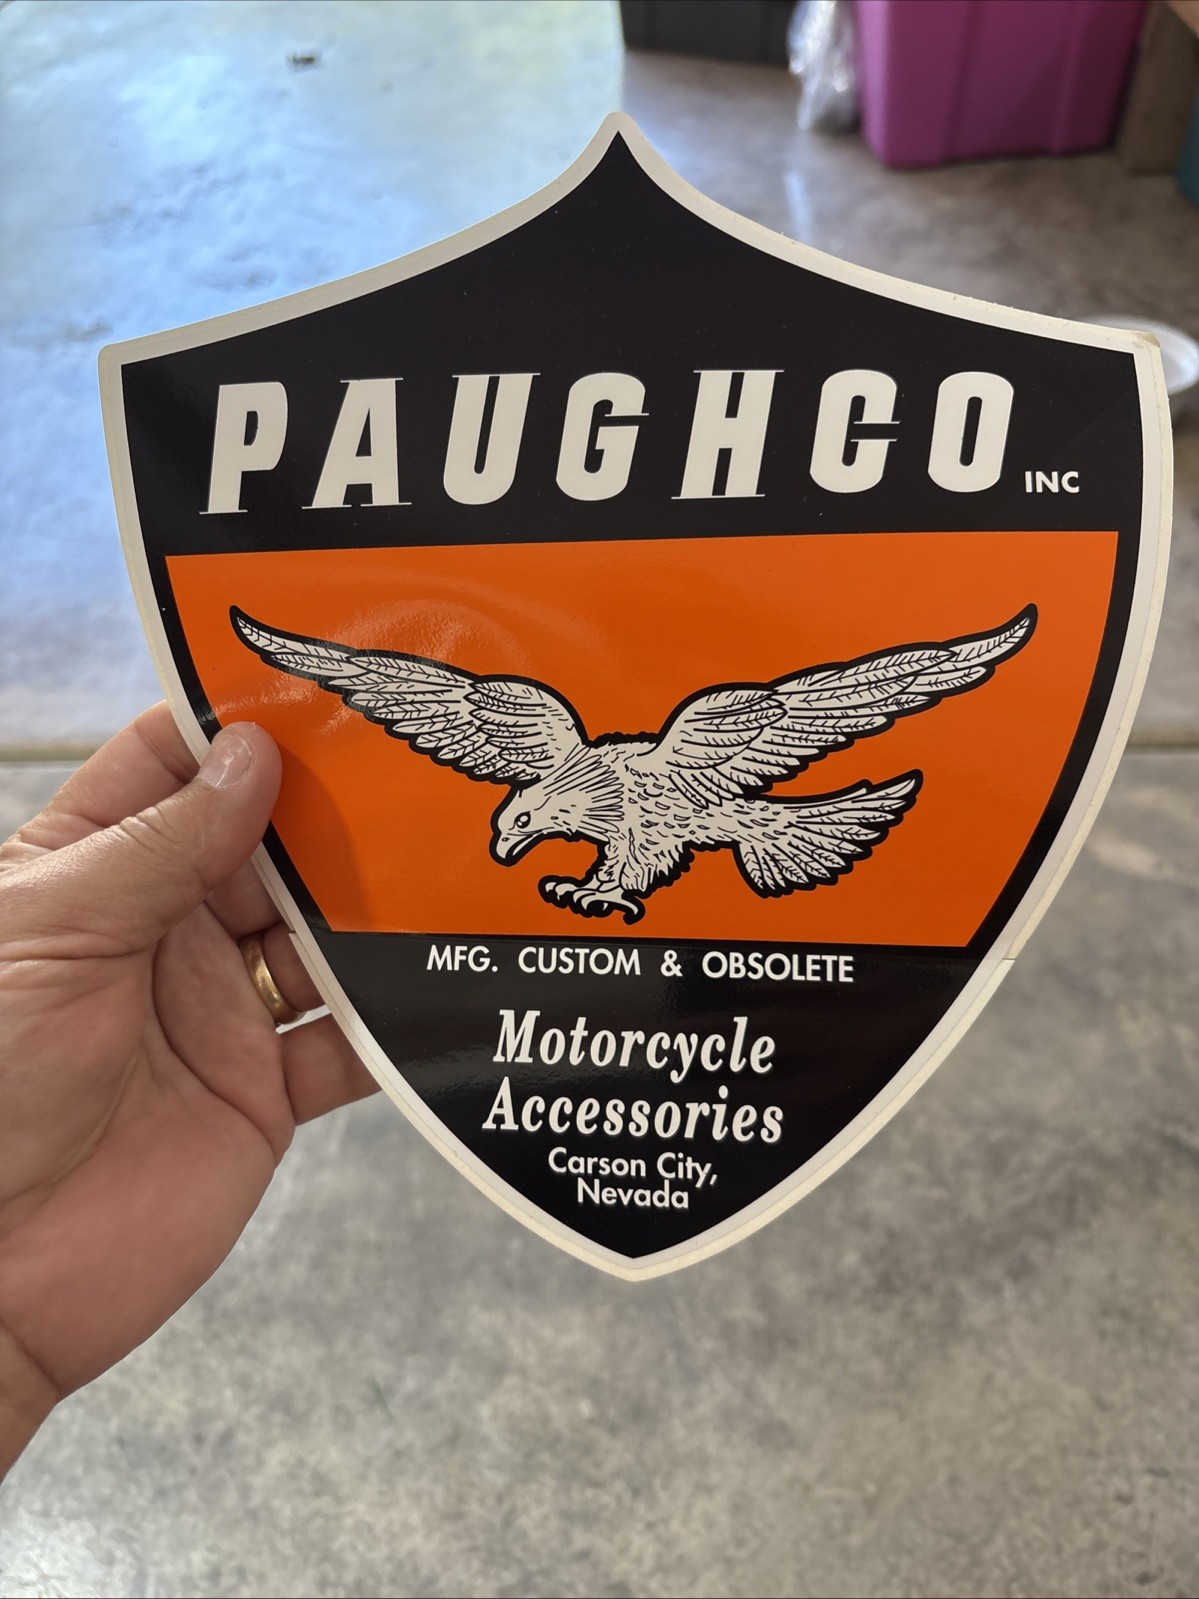 PAUGHCO INC
MFG. CUSTOM & OBSOLETE
Motorcycle
Accessories
Carson City,
Nevada